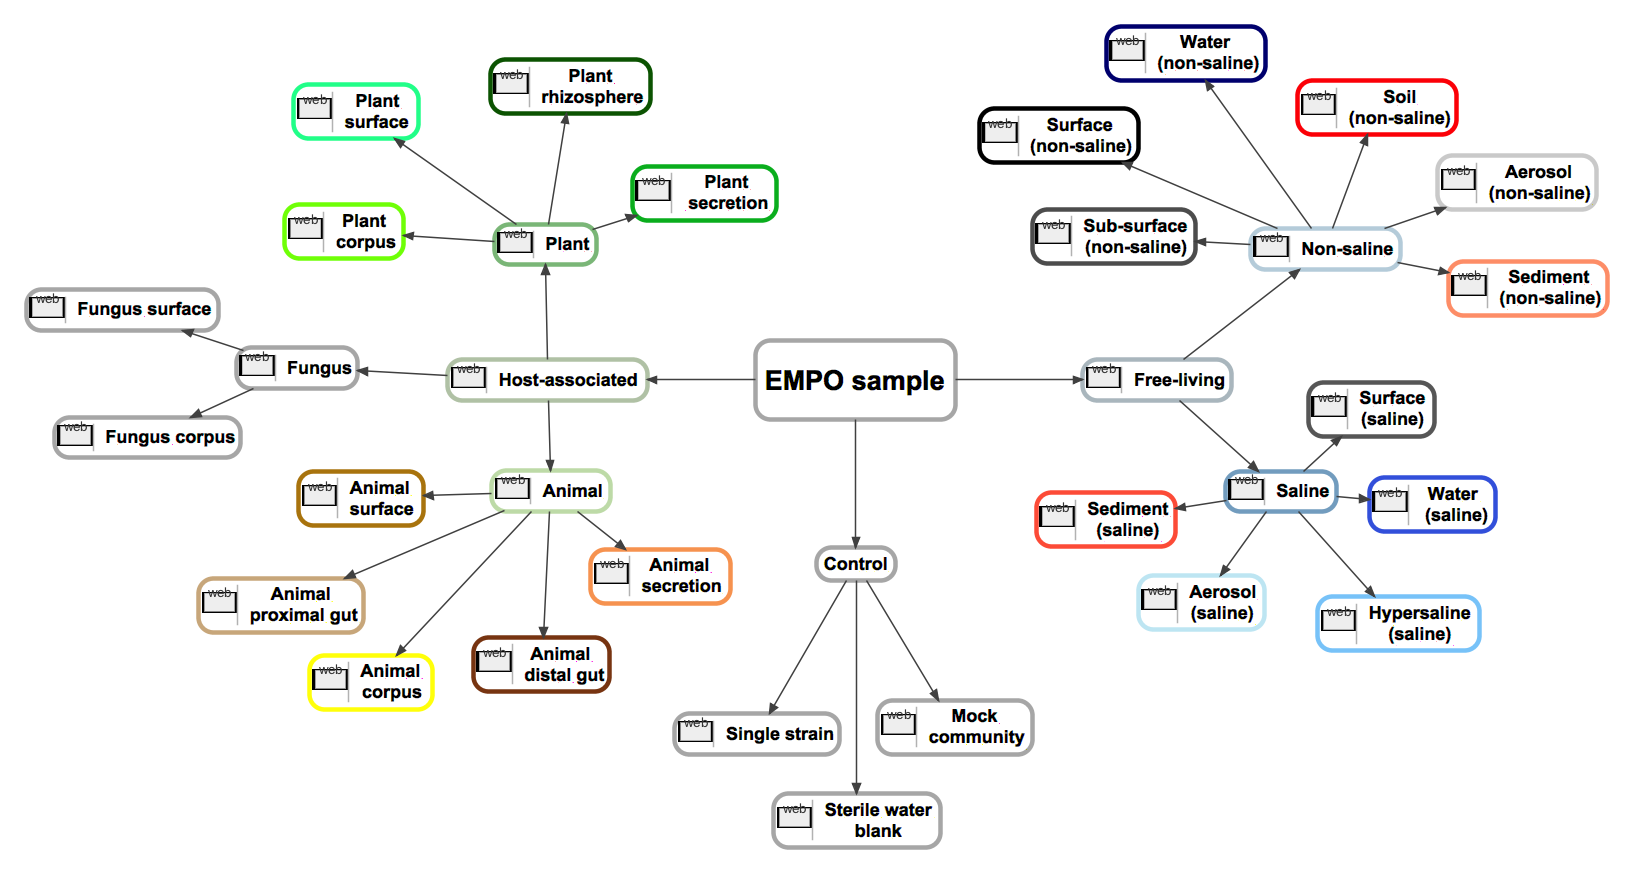 web
Water
(non-saline)
web
Plant
rhizosphere
web
Plant
surface
web
Soil
(non-saline)
web
Surface
(non-saline)
web
Aerosol
(non-saline)
web
Plant
secretion
web
Plant
corpus
web
Plant
web
Sub-surface
(non-saline)
web
Non-saline
web
Sediment
(non-saline)
web
Fungus surface
web
Fungus
web
Host-associated
EMPO sample
web
Free-living
web
Surface
(saline)
web
Fungus corpus
web
Animal
surface
web
Animal
web
Saline
web
Water
(saline)
web
Sediment
(saline)
web
Animal
secretion
Control
web
Animal
proximal gut
web
Aerosol
(saline)
web
Hypersaline
(saline)
web
Animal
corpus
web
Animal
distal gut
web
Single strain
web
Mock
community
web
Sterile water
blank